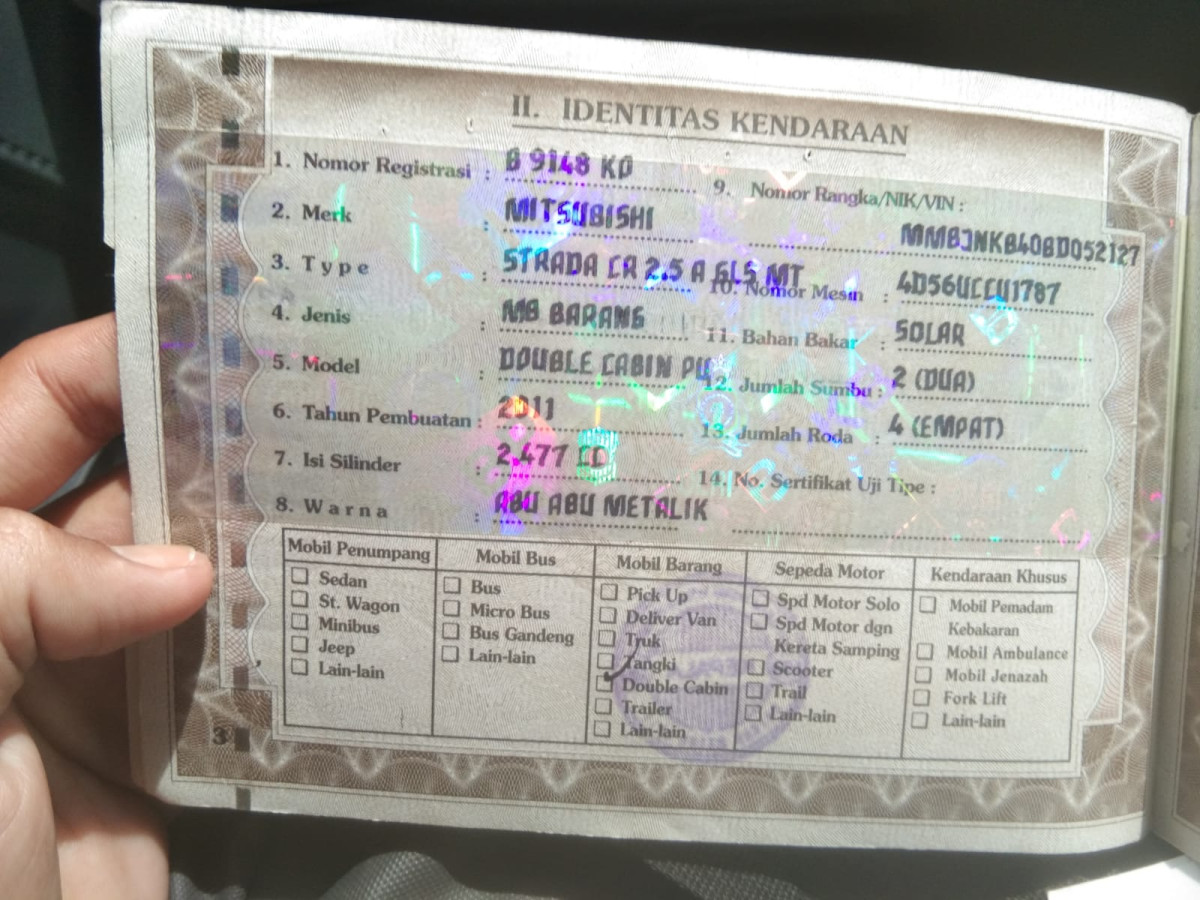 II. IDENTITAS KENDARAAN
1. Nomor Registrasi : B 9148 KD
2. Merk : MITSUBISHI
3. Type : STRADA CR 2.5 A GLS MT
4. Jenis : MB BARANG
5. Model : DOUBLE CABIN PU
6. Tahun Pembuatan : 2011
7. Isi Silinder : 2.477 CC
8. Warna : ABU ABU METALIK
9. Nomor Rangka/NIK/VIN :
MMBJNKB40BD052127
10. Nomor Mesin : 4D56UCCU1787
11. Bahan Bakar : SOLAR
12. Jumlah Sumbu : 2 (DUA)
13. Jumlah Roda : 4 (EMPAT)
14. No. Sertifikat Uji Tipe :
Mobil Penumpang
Sedan
St. Wagon
Minibus
Jeep
Lain-lain
Mobil Bus
Bus
Micro Bus
Bus Gandeng
Lain-lain
Mobil Barang
Pick Up
Deliver Van
Truk
Tangki
Double Cabin
Trailer
Lain-lain
Sepeda Motor
Spd Motor Solo
Spd Motor dgn
Kereta Samping
Scooter
Trail
Lain-lain
Kendaraan Khusus
Mobil Pemadam
Kebakaran
Mobil Ambulance
Mobil Jenazah
Fork Lift
Lain-lain
3